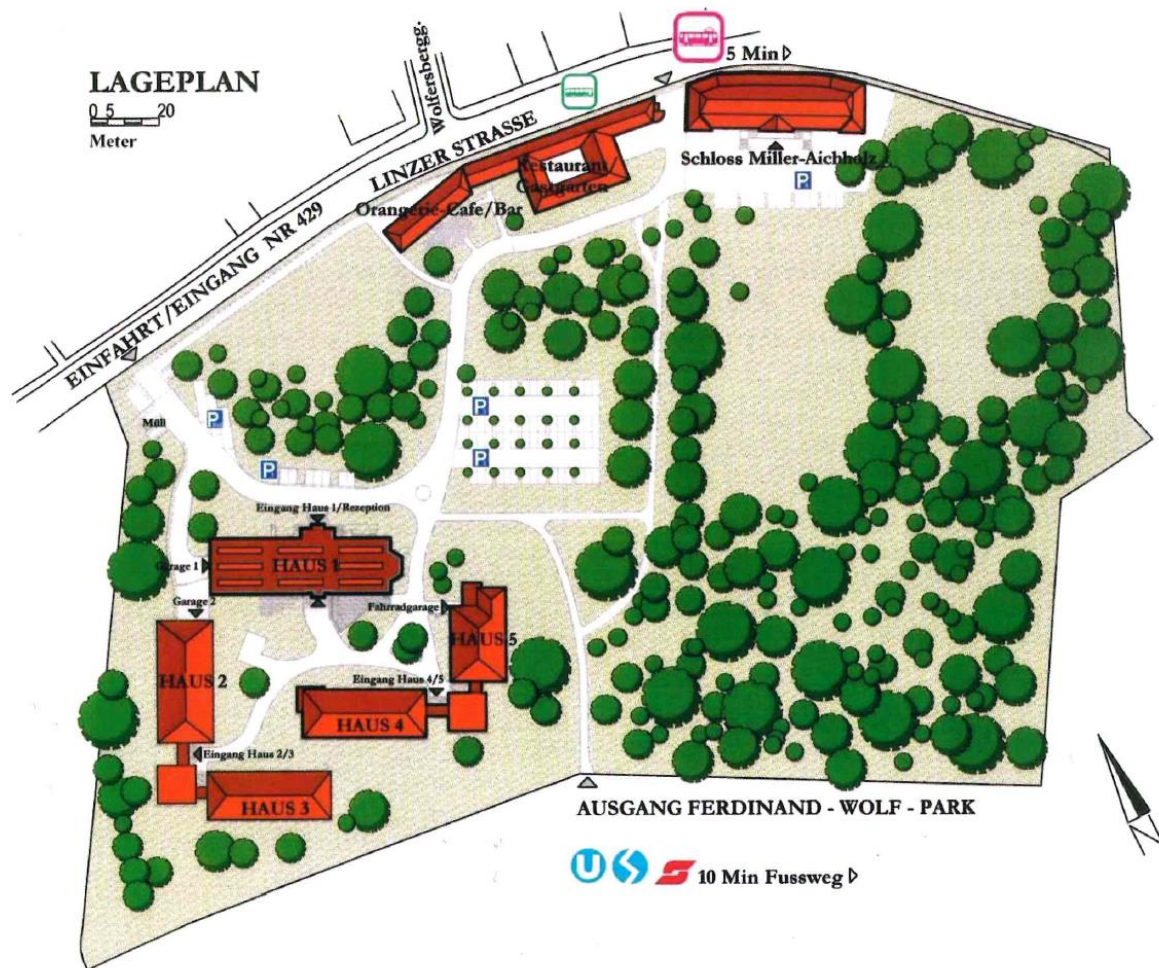 LAGEPLAN
0 5 20
Meter
Wolfersbergg.
5 Min
LINZER STRASSE
Schloss Miller-Aichholz
P
Restaurant/
Gastgarten
Orangerie-Cafe/Bar
EINFAHRT/EINGANG NR 429
P
P
P
P
Müll
Eingang Haus 1/Rezeption
Garage 1
HAUS 1
Garage 2
Fahrradgarage
HAUS 5
HAUS 2
Eingang Haus 4/5
HAUS 4
Eingang Haus 2/3
HAUS 3
AUSGANG FERDINAND - WOLF - PARK
U S 10 Min Fussweg
N